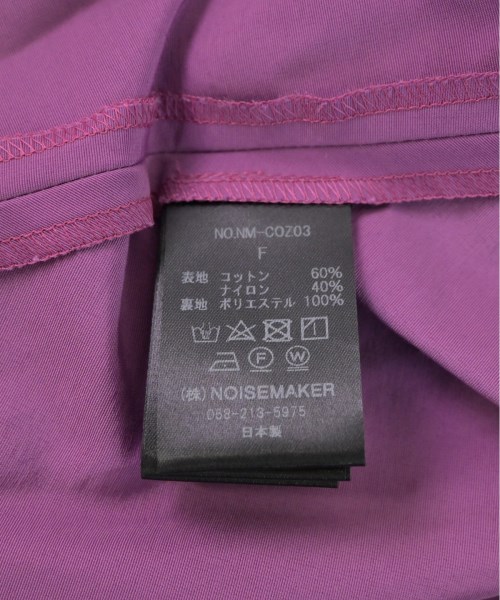 NO.NM-COZ03
F
表地 コットン 60%
ナイロン 40%
裏地 ポリエステル 100%
F W
(株) NOISEMAKER
088-213-5975
日本製